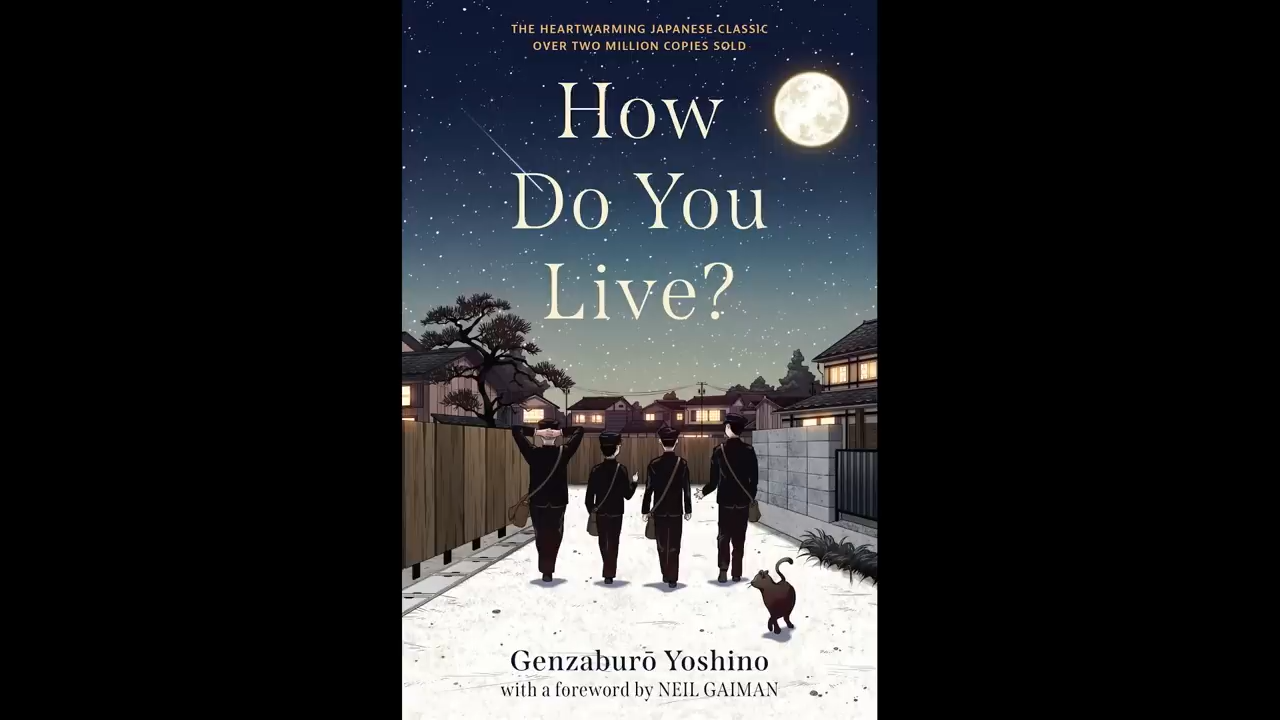 THE HEARTWARMING JAPANESE CLASSIC
OVER TWO MILLION COPIES SOLD
How
Do You
Live?
Genzaburō Yoshino
with a foreword by NEIL GAIMAN